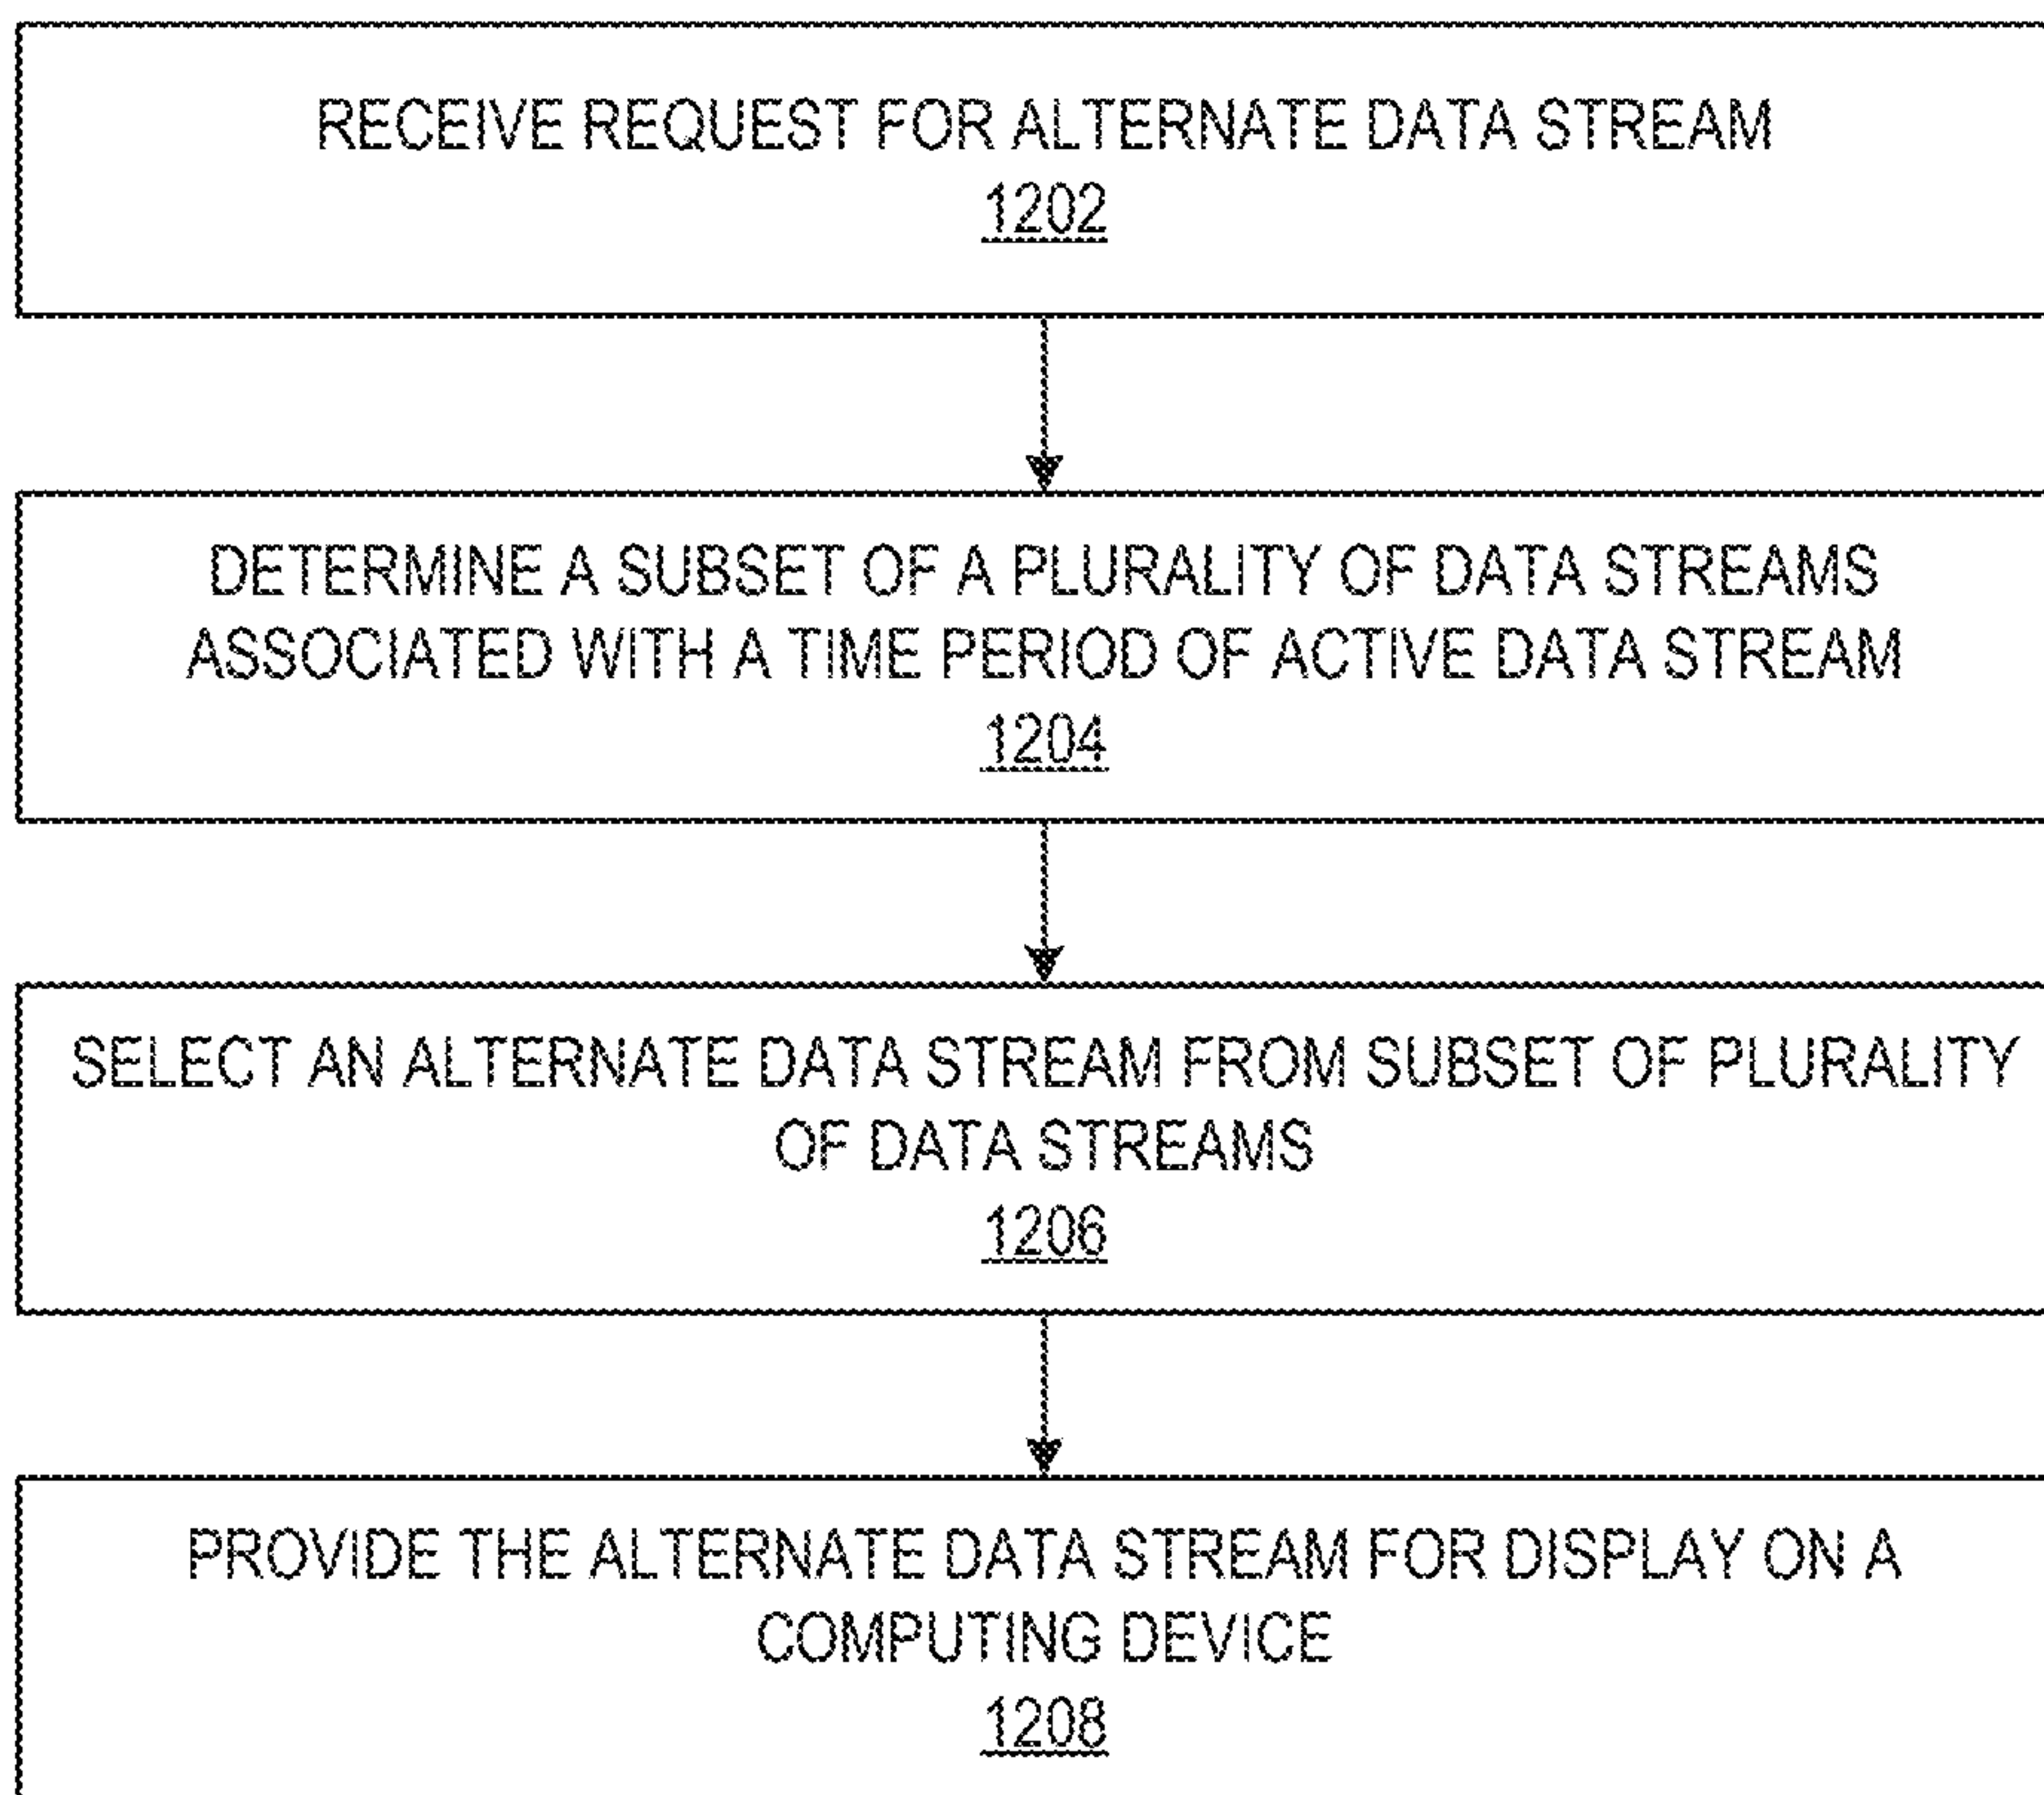 RECEIVE REQUEST FOR ALTERNATE DATA STREAM
1202
DETERMINE A SUBSET OF A PLURALITY OF DATA STREAMS
ASSOCIATED WITH A TIME PERIOD OF ACTIVE DATA STREAM
1204
SELECT AN ALTERNATE DATA STREAM FROM SUBSET OF PLURALITY
OF DATA STREAMS
1206
PROVIDE THE ALTERNATE DATA STREAM FOR DISPLAY ON A
COMPUTING DEVICE
1208